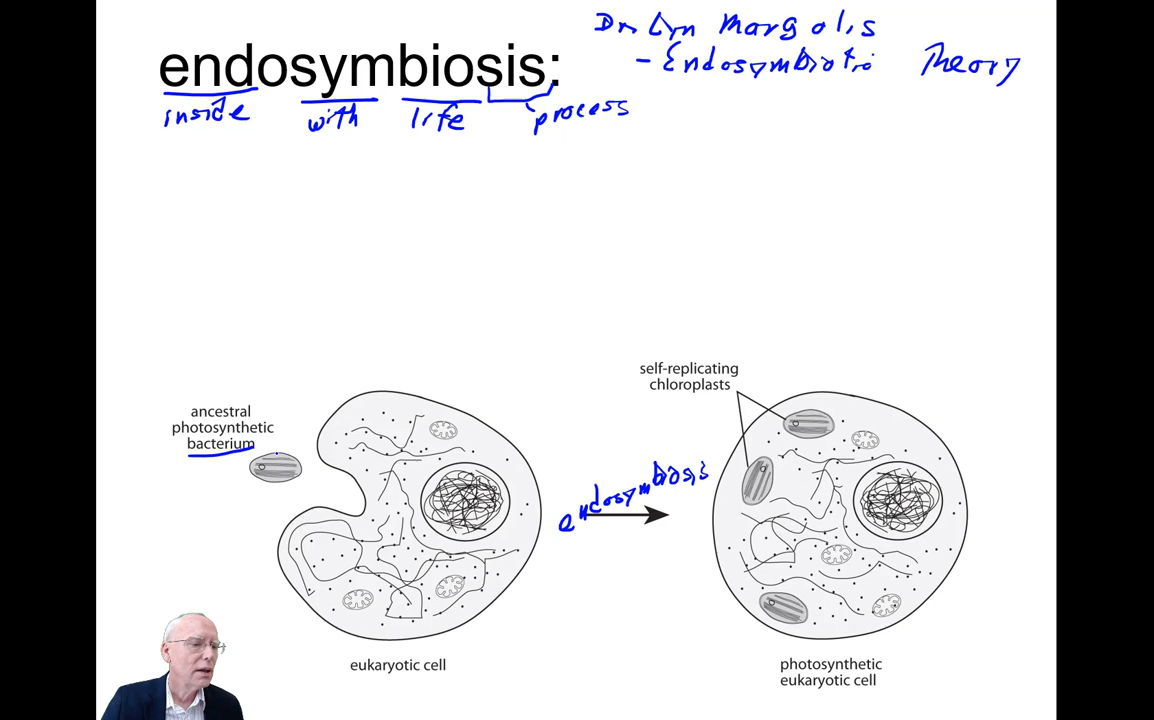 Dr. Lyn Margolis
endosymbiosis:
- Endosymbiotic Theory
inside with life process
self-replicating
chloroplasts
ancestral
photosynthetic
bacterium
endosymbiosis
eukaryotic cell
photosynthetic
eukaryotic cell